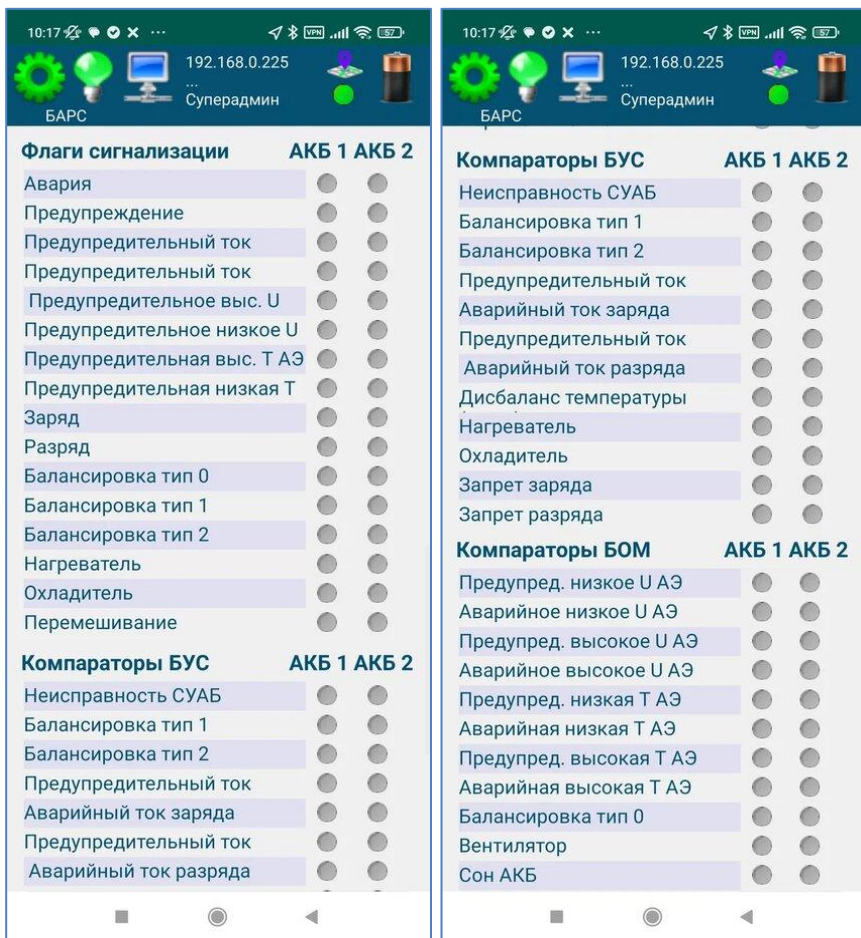 10:17
VPN
57
192.168.0.225
...
Суперадмин
БАРС
Флаги сигнализации АКБ 1 АКБ 2
Авария
Предупреждение
Предупредительный ток
Предупредительный ток
Предупредительное выс. U
Предупредительное низкое U
Предупредительная выс. Т АЭ
Предупредительная низкая Т
Заряд
Разряд
Балансировка тип 0
Балансировка тип 1
Балансировка тип 2
Нагреватель
Охладитель
Перемешивание
Компараторы БУС АКБ 1 АКБ 2
Неисправность СУАБ
Балансировка тип 1
Балансировка тип 2
Предупредительный ток
Аварийный ток заряда
Предупредительный ток
Аварийный ток разряда
10:17
VPN
57
192.168.0.225
...
Суперадмин
БАРС
Компараторы БУС АКБ 1 АКБ 2
Неисправность СУАБ
Балансировка тип 1
Балансировка тип 2
Предупредительный ток
Аварийный ток заряда
Предупредительный ток
Аварийный ток разряда
Дисбаланс температуры
Нагреватель
Охладитель
Запрет заряда
Запрет разряда
Компараторы БОМ АКБ 1 АКБ 2
Предупред. низкое U АЭ
Аварийное низкое U АЭ
Предупред. высокое U АЭ
Аварийное высокое U АЭ
Предупред. низкая Т АЭ
Аварийная низкая Т АЭ
Предупред. высокая Т АЭ
Аварийная высокая Т АЭ
Балансировка тип 0
Вентилятор
Сон АКБ